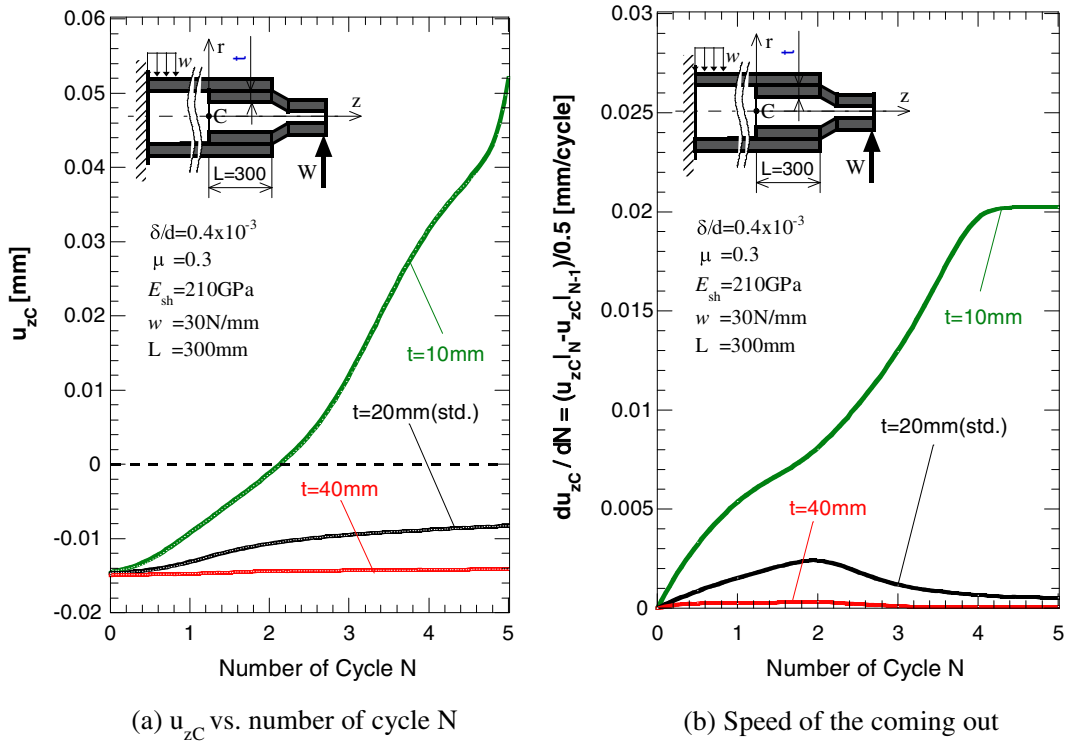 0.06
0.05
0.04
0.03
0.02
0.01
0
-0.01
-0.02
u_zC [mm]
0 1 2 3 4 5
Number of Cycle N
w
r
t
z
C
L=300
W
δ/d=0.4x10^-3
μ =0.3
E_sh=210GPa
w =30N/mm
L =300mm
t=10mm
t=20mm(std.)
t=40mm
(a) u_zC vs. number of cycle N
0.03
0.025
0.02
0.015
0.01
0.005
0
du_zC / dN = (u_zC|_N-u_zC|_N-1)/0.5 [mm/cycle]
0 1 2 3 4 5
Number of Cycle N
w
r
t
z
C
L=300
W
δ/d=0.4x10^-3
μ =0.3
E_sh=210GPa
w =30N/mm
L =300mm
t=10mm
t=20mm(std.)
t=40mm
(b) Speed of the coming out